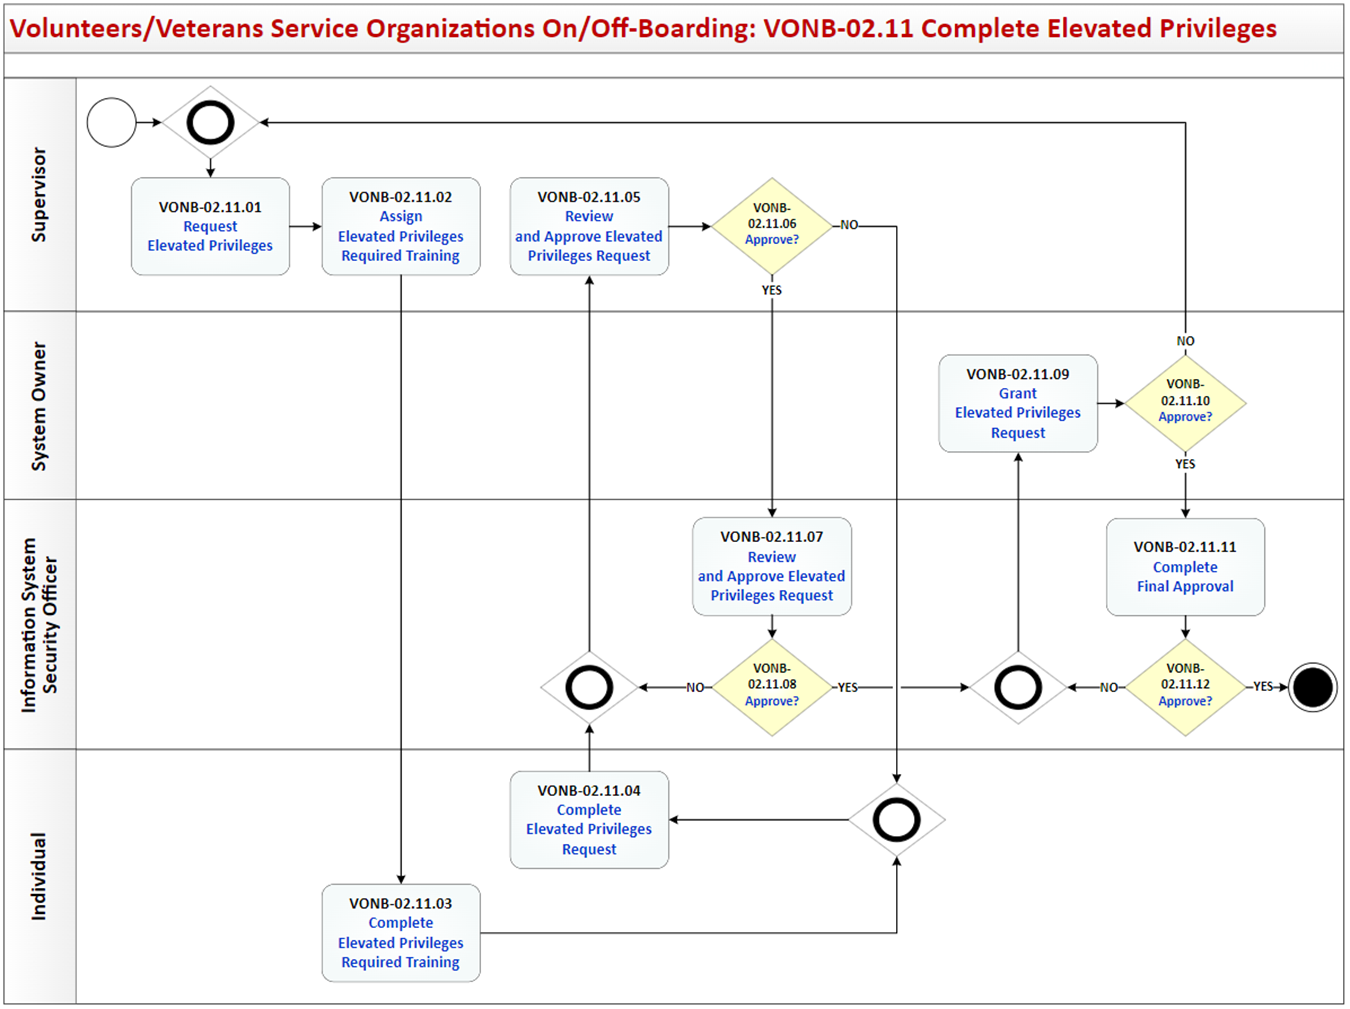 Volunteers/Veterans Service Organizations On/Off-Boarding: VONB-02.11 Complete Elevated Privileges
Supervisor
VONB-02.11.01
Request
Elevated Privileges
VONB-02.11.02
Assign
Elevated Privileges
Required Training
VONB-02.11.05
Review
and Approve Elevated
Privileges Request
VONB-
02.11.06
Approve?
NO
YES
System Owner
VONB-02.11.09
Grant
Elevated Privileges
Request
NO
VONB-
02.11.10
Approve?
YES
Information System
Security Officer
VONB-02.11.07
Review
and Approve Elevated
Privileges Request
VONB-02.11.11
Complete
Final Approval
NO
VONB-
02.11.08
Approve?
YES
NO
VONB-
02.11.12
Approve?
YES
Individual
VONB-02.11.04
Complete
Elevated Privileges
Request
VONB-02.11.03
Complete
Elevated Privileges
Required Training